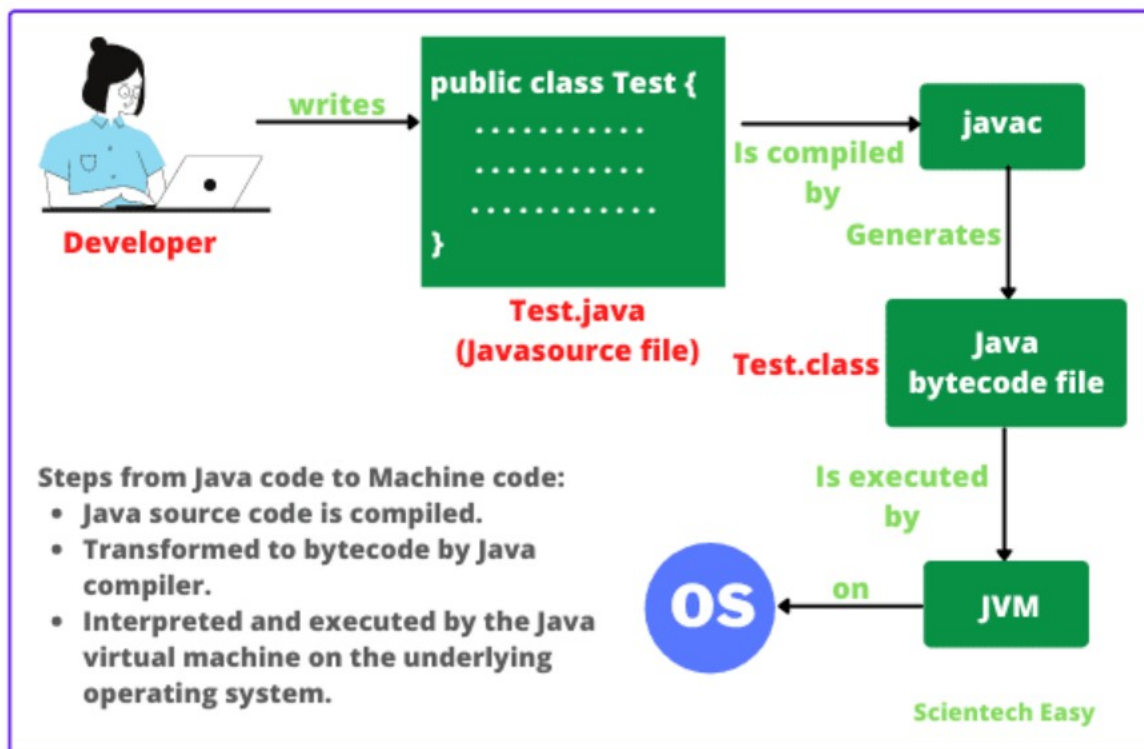 writes
public class Test {
...........
...........
............
}
Is compiled
by
javac
Developer
Generates
Test.java
(Javasource file)
Test.class
Java
bytecode file
Is executed
by
Steps from Java code to Machine code:
• Java source code is compiled.
• Transformed to bytecode by Java
compiler.
• Interpreted and executed by the Java
virtual machine on the underlying
operating system.
OS
on
JVM
Scientech Easy